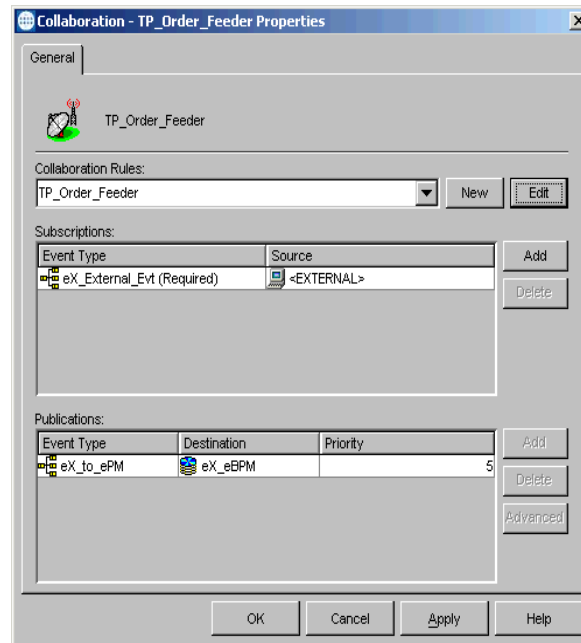 Collaboration - TP_Order_Feeder Properties
General
TP_Order_Feeder
Collaboration Rules:
TP_Order_Feeder New Edit
Subscriptions:
Event Type Source Add
eX_External_Evt (Required) <EXTERNAL>
Delete
Publications:
Event Type Destination Priority Add
eX_to_ePM eX_eBPM 5
Delete
Advanced
OK Cancel Apply Help